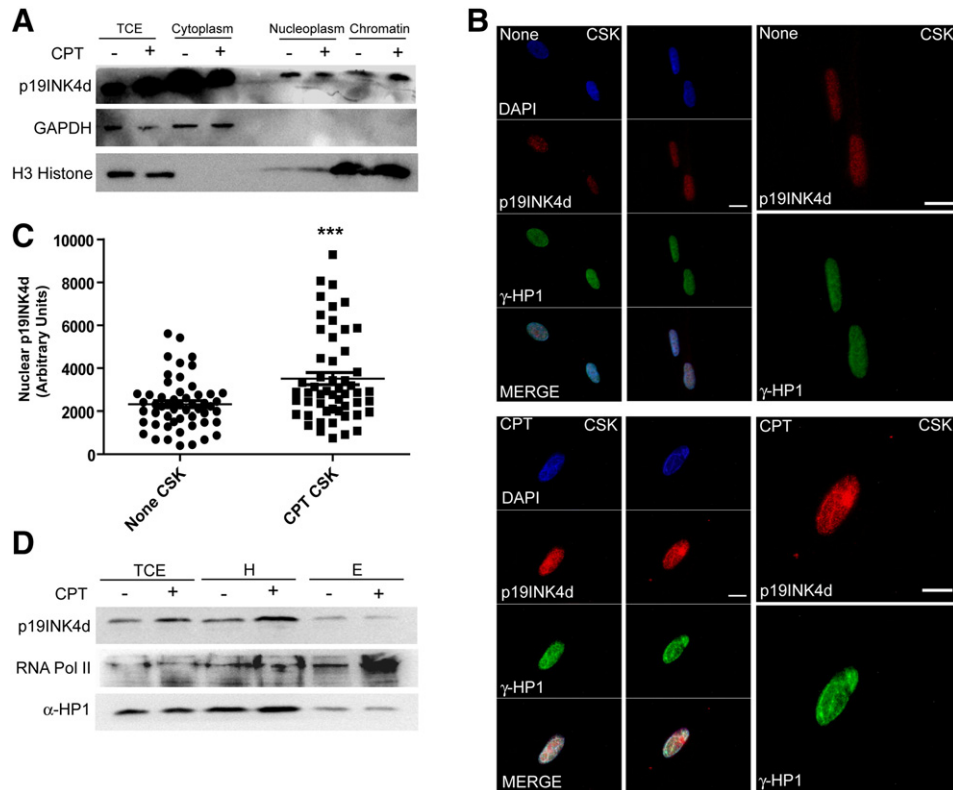 A
TCE Cytoplasm Nucleoplasm Chromatin
CPT - + - + - + - +
p19INK4d
GAPDH
H3 Histone
B
None CSK
DAPI
p19INK4d
γ-HP1
MERGE
None CSK
p19INK4d
γ-HP1
CPT CSK
DAPI
p19INK4d
γ-HP1
MERGE
CPT CSK
p19INK4d
γ-HP1
C
Nuclear p19INK4d
(Arbitrary Units)
10000
8000
6000
4000
2000
0
***
None CSK
CPT CSK
D
TCE H E
CPT - + - + - +
p19INK4d
RNA Pol II
α-HP1